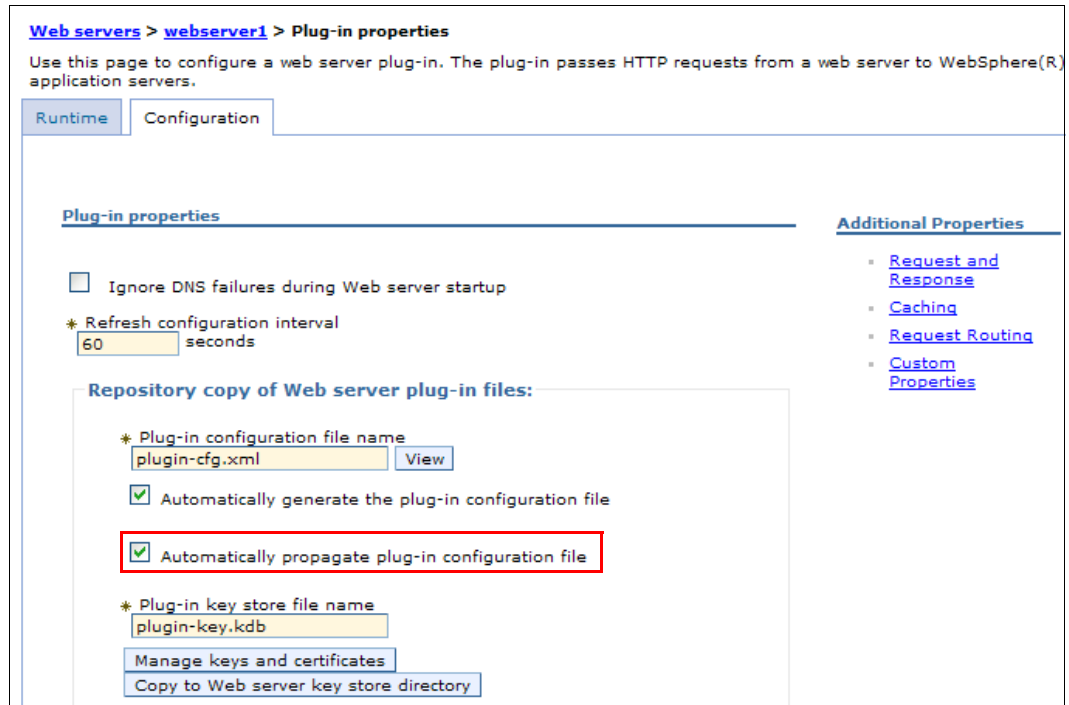 Web servers > webserver1 > Plug-in properties
Use this page to configure a web server plug-in. The plug-in passes HTTP requests from a web server to WebSphere(R)
application servers.
Runtime
Configuration
Plug-in properties
Ignore DNS failures during Web server startup
* Refresh configuration interval
60 seconds
Repository copy of Web server plug-in files:
* Plug-in configuration file name
plugin-cfg.xml View
Automatically generate the plug-in configuration file
Automatically propagate plug-in configuration file
* Plug-in key store file name
plugin-key.kdb
Manage keys and certificates
Copy to Web server key store directory
Additional Properties
Request and
Response
Caching
Request Routing
Custom
Properties